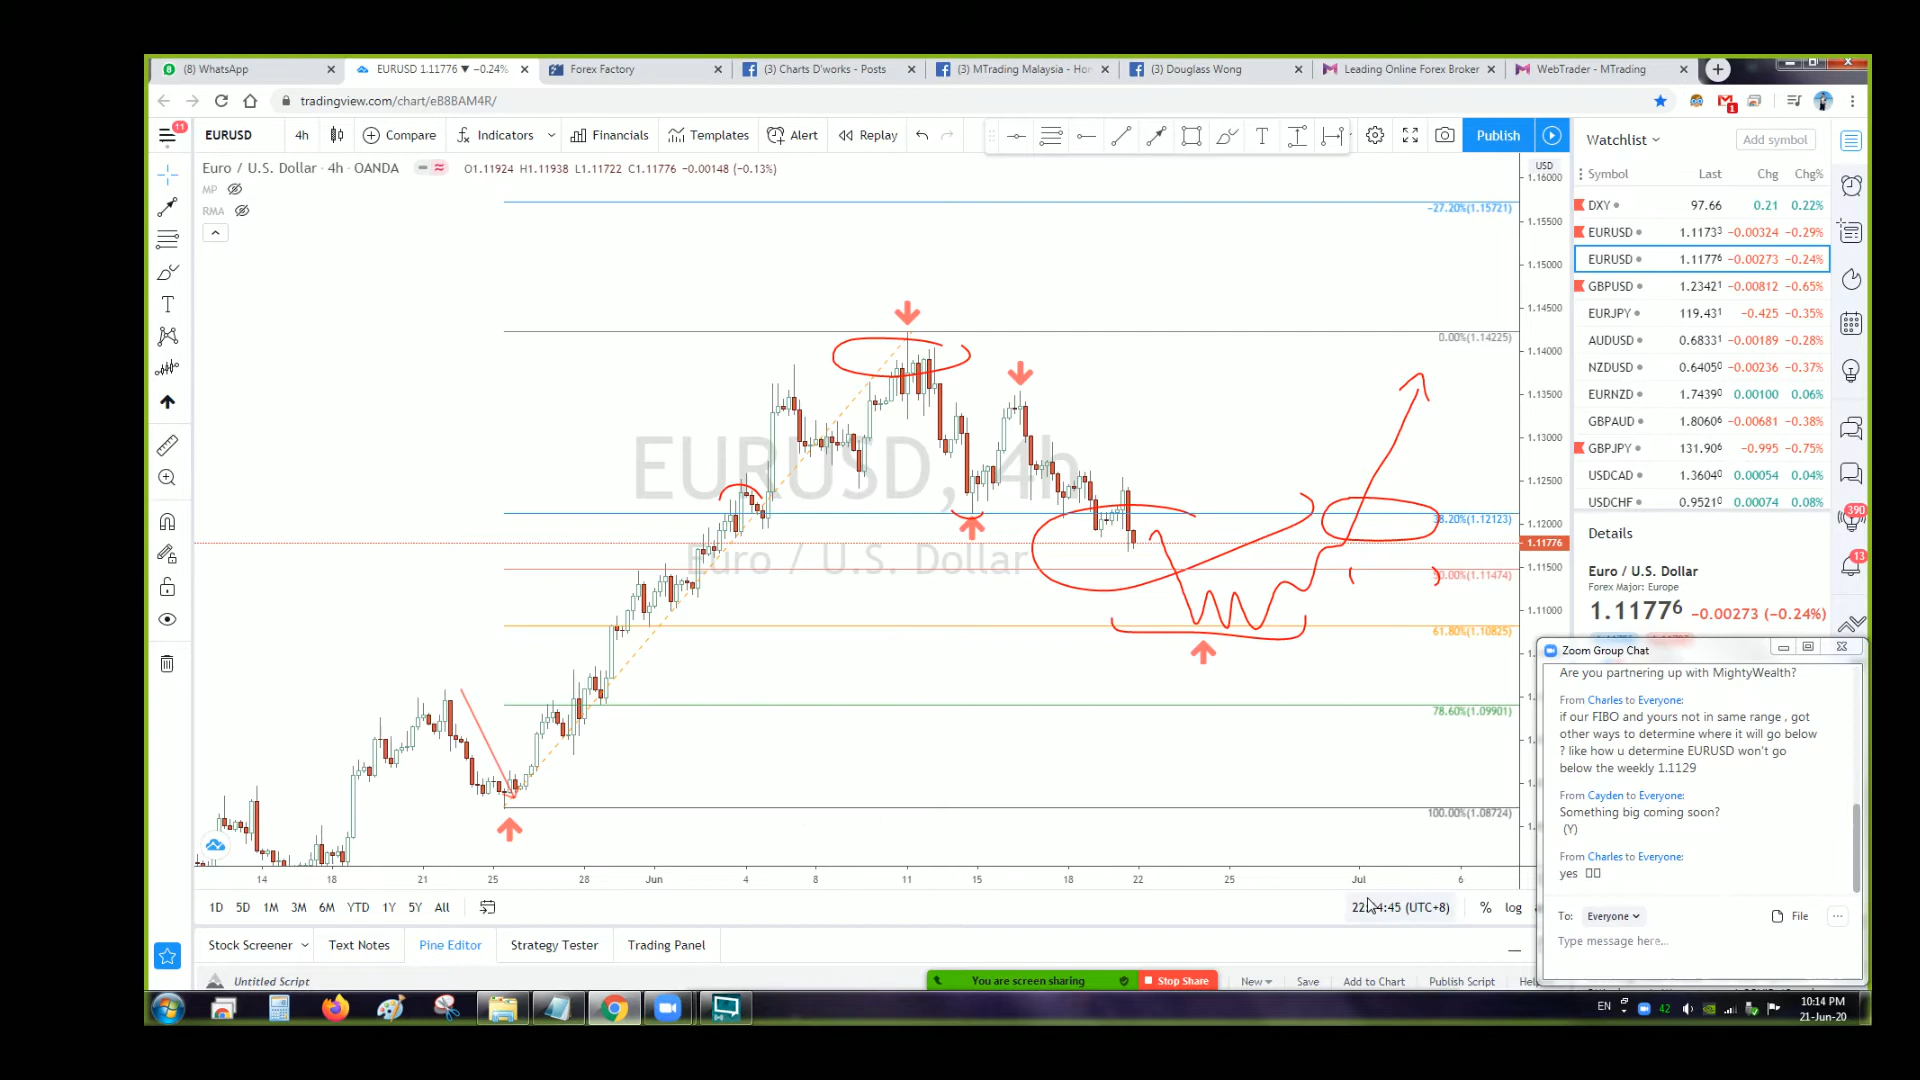 (8) WhatsApp
EURUSD 1.11776 ▼ −0.24%
Forex Factory
(3) Charts D'works - Posts
(3) MTrading Malaysia - Hom
(3) Douglass Wong
Leading Online Forex Broker
WebTrader - MTrading
tradingview.com/chart/eB8BAM4R/
11
EURUSD
4h
Compare
Indicators
Financials
Templates
Alert
Replay
Publish
Watchlist
Add symbol
Euro / U.S. Dollar · 4h · OANDA
O1.11924 H1.11938 L1.11722 C1.11776 −0.00148 (−0.13%)
MP
RMA
USD
1.16000
1.15500
1.15000
1.14000
1.13500
1.13000
1.12500
1.12000
1.11776
1.11500
1.11000
−27.20%(1.15721)
0.00%(1.14225)
38.20%(1.12123)
50.00%(1.11474)
61.80%(1.10825)
78.60%(1.09901)
100.00%(1.08724)
EURUSD, 4h
Euro / U.S. Dollar
14 18 21 25 28 Jun 4 8 11 15 18 22 25 Jul 6
Symbol Last Chg Chg%
DXY 97.66 0.21 0.22%
EURUSD 1.11733 −0.00324 −0.29%
EURUSD 1.11776 −0.00273 −0.24%
GBPUSD 1.23421 −0.00812 −0.65%
EURJPY 119.431 −0.425 −0.35%
AUDUSD 0.68331 −0.00189 −0.28%
NZDUSD 0.64050 −0.00236 −0.37%
EURNZD 1.74390 0.00100 0.06%
GBPAUD 1.80606 −0.00681 −0.38%
GBPJPY 131.906 −0.995 −0.75%
USDCAD 1.36040 0.00054 0.04%
USDCHF 0.95210 0.00074 0.08%
390
13
Details
Euro / U.S. Dollar
Forex Major: Europe
1.11776 −0.00273 (−0.24%)
Zoom Group Chat
Are you partnering up with MightyWealth?
From Charles to Everyone:
if our FIBO and yours not in same range , got
other ways to determine where it will go below
? like how u determine EURUSD won't go
below the weekly 1.1129
From Cayden to Everyone:
Something big coming soon?
(Y)
From Charles to Everyone:
yes
To: Everyone
File
Type message here...
1D 5D 1M 3M 6M YTD 1Y 5Y All
4:45 (UTC+8)
% log
Stock Screener
Text Notes
Pine Editor
Strategy Tester
Trading Panel
Untitled Script
You are screen sharing
Stop Share
New
Save
Add to Chart
Publish Script
EN
42
10:14 PM
21-Jun-20